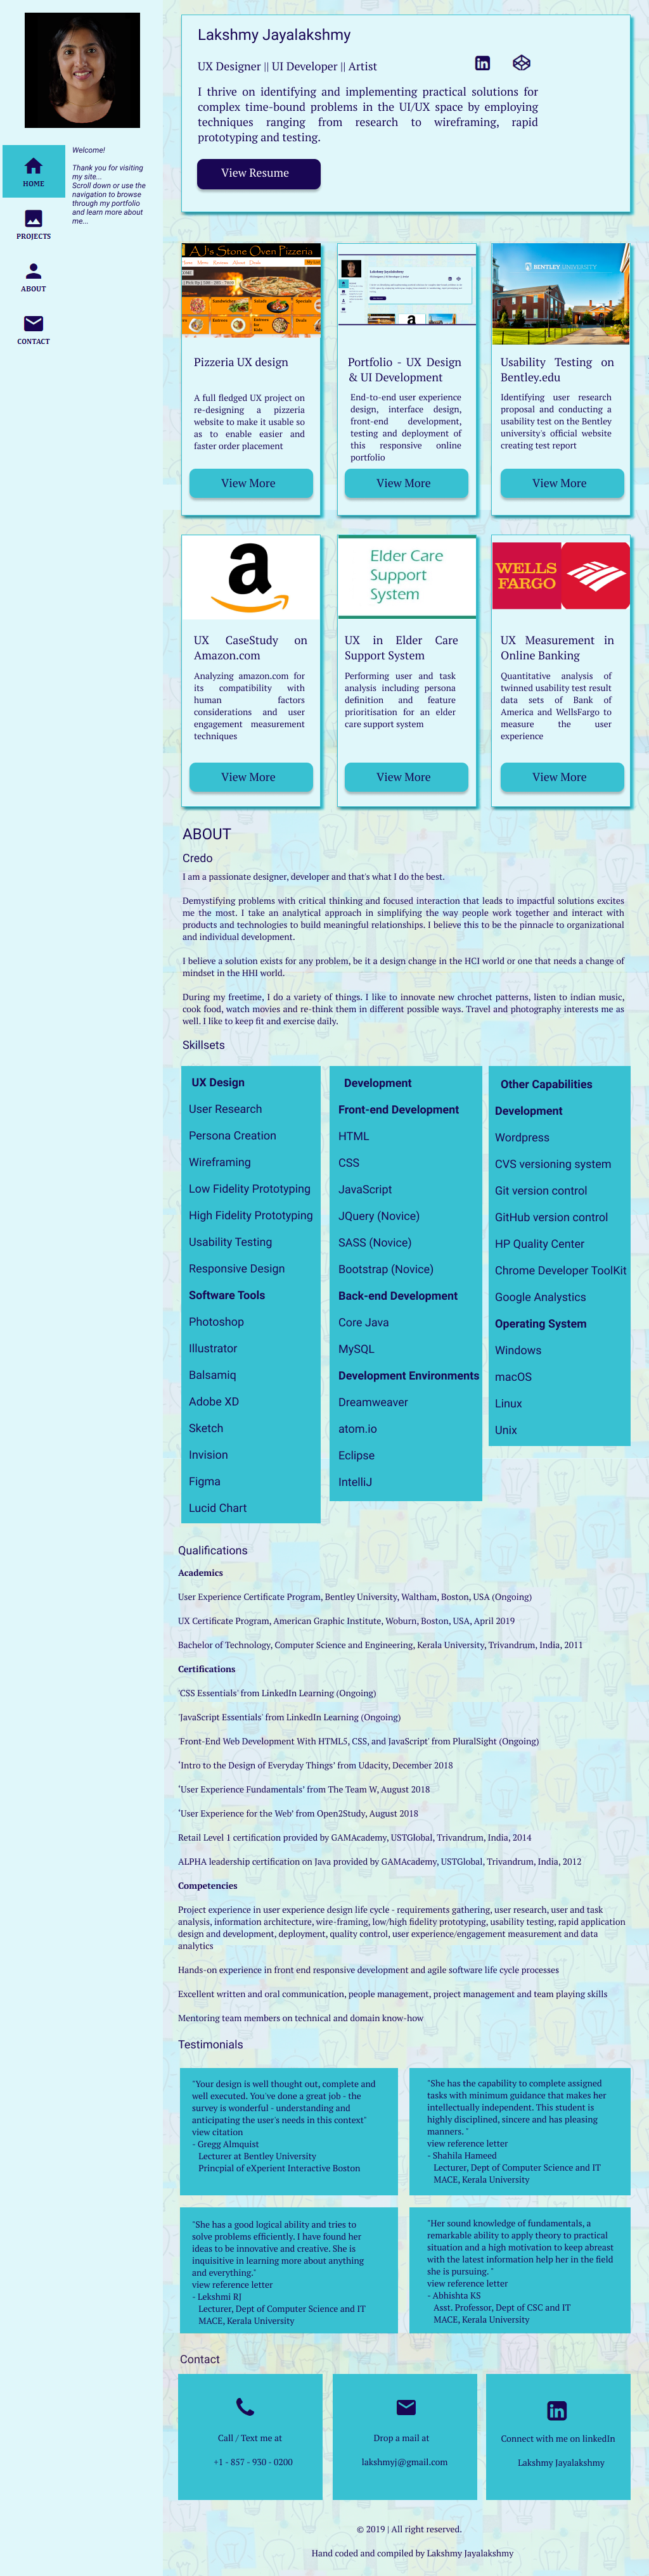 Lakshmy Jayalakshmy
UX Designer || UI Developer || Artist
I thrive on identifying and implementing practical solutions for
complex time-bound problems in the UI/UX space by employing
techniques ranging from research to wireframing, rapid
prototyping and testing.
View Resume
HOME
Welcome!
Thank you for visiting
my site...
Scroll down or use the
navigation to browse
through my portfolio
and learn more about
me...
PROJECTS
ABOUT
CONTACT
AJ's Stone Oven Pizzeria
Pizzeria UX design
A full fledged UX project on
re-designing a pizzeria
website to make it usable so
as to enable easier and
faster order placement
View More
Lakshmy Jayalakshmy
Portfolio - UX Design
& UI Development
End-to-end user experience
design, interface design,
front-end development,
testing and deployment of
this responsive online
portfolio
View More
BENTLEY UNIVERSITY
Usability Testing on
Bentley.edu
Identifying user research
proposal and conducting a
usability test on the Bentley
university's official website
creating test report
View More
a
UX CaseStudy on
Amazon.com
Analyzing amazon.com for
its compatibility with
human factors
considerations and user
engagement measurement
techniques
View More
Elder Care
Support
System
UX in Elder Care
Support System
Performing user and task
analysis including persona
definition and feature
prioritisation for an elder
care support system
View More
WELLS
FARGO
UX Measurement in
Online Banking
Quantitative analysis of
twinned usability test result
data sets of Bank of
America and WellsFargo to
measure the user
experience
View More
ABOUT
Credo
I am a passionate designer, developer and that's what I do the best.
Demystifying problems with critical thinking and focused interaction that leads to impactful solutions excites
me the most. I take an analytical approach in simplifying the way people work together and interact with
products and technologies to build meaningful relationships. I believe this to be the pinnacle to organizational
and individual development.
I believe a solution exists for any problem, be it a design change in the HCI world or one that needs a change of
mindset in the HHI world.
During my freetime, I do a variety of things. I like to innovate new chrochet patterns, listen to indian music,
cook food, watch movies and re-think them in different possible ways. Travel and photography interests me as
well. I like to keep fit and exercise daily.
Skillsets
UX Design
User Research
Persona Creation
Wireframing
Low Fidelity Prototyping
High Fidelity Prototyping
Usability Testing
Responsive Design
Software Tools
Photoshop
Illustrator
Balsamiq
Adobe XD
Sketch
Invision
Figma
Lucid Chart
Development
Front-end Development
HTML
CSS
JavaScript
JQuery (Novice)
SASS (Novice)
Bootstrap (Novice)
Back-end Development
Core Java
MySQL
Development Environments
Dreamweaver
atom.io
Eclipse
IntelliJ
Other Capabilities
Development
Wordpress
CVS versioning system
Git version control
GitHub version control
HP Quality Center
Chrome Developer ToolKit
Google Analystics
Operating System
Windows
macOS
Linux
Unix
Qualifications
Academics
User Experience Certificate Program, Bentley University, Waltham, Boston, USA (Ongoing)
UX Certificate Program, American Graphic Institute, Woburn, Boston, USA, April 2019
Bachelor of Technology, Computer Science and Engineering, Kerala University, Trivandrum, India, 2011
Certifications
'CSS Essentials' from LinkedIn Learning (Ongoing)
'JavaScript Essentials' from LinkedIn Learning (Ongoing)
'Front-End Web Development With HTML5, CSS, and JavaScript' from PluralSight (Ongoing)
'Intro to the Design of Everyday Things' from Udacity, December 2018
'User Experience Fundamentals' from The Team W, August 2018
'User Experience for the Web' from Open2Study, August 2018
Retail Level 1 certification provided by GAMAcademy, USTGlobal, Trivandrum, India, 2014
ALPHA leadership certification on Java provided by GAMAcademy, USTGlobal, Trivandrum, India, 2012
Competencies
Project experience in user experience design life cycle - requirements gathering, user research, user and task
analysis, information architecture, wire-framing, low/high fidelity prototyping, usability testing, rapid application
design and development, deployment, quality control, user experience/engagement measurement and data
analytics
Hands-on experience in front end responsive development and agile software life cycle processes
Excellent written and oral communication, people management, project management and team playing skills
Mentoring team members on technical and domain know-how
Testimonials
"Your design is well thought out, complete and
well executed. You've done a great job - the
survey is wonderful - understanding and
anticipating the user's needs in this context"
view citation
- Gregg Almquist
Lecturer at Bentley University
Princpial of eXperient Interactive Boston
"She has the capability to complete assigned
tasks with minimum guidance that makes her
intellectually independent. This student is
highly disciplined, sincere and has pleasing
manners. "
view reference letter
- Shahila Hameed
Lecturer, Dept of Computer Science and IT
MACE, Kerala University
"She has a good logical ability and tries to
solve problems efficiently. I have found her
ideas to be innovative and creative. She is
inquisitive in learning more about anything
and everything."
view reference letter
- Lekshmi RJ
Lecturer, Dept of Computer Science and IT
MACE, Kerala University
"Her sound knowledge of fundamentals, a
remarkable ability to apply theory to practical
situation and a high motivation to keep abreast
with the latest information help her in the field
she is pursuing. "
view reference letter
- Abhishta KS
Asst. Professor, Dept of CSC and IT
MACE, Kerala University
Contact
Call / Text me at
+1 - 857 - 930 - 0200
Drop a mail at
lakshmyj@gmail.com
Connect with me on linkedIn
Lakshmy Jayalakshmy
© 2019 | All right reserved.
Hand coded and compiled by Lakshmy Jayalakshmy